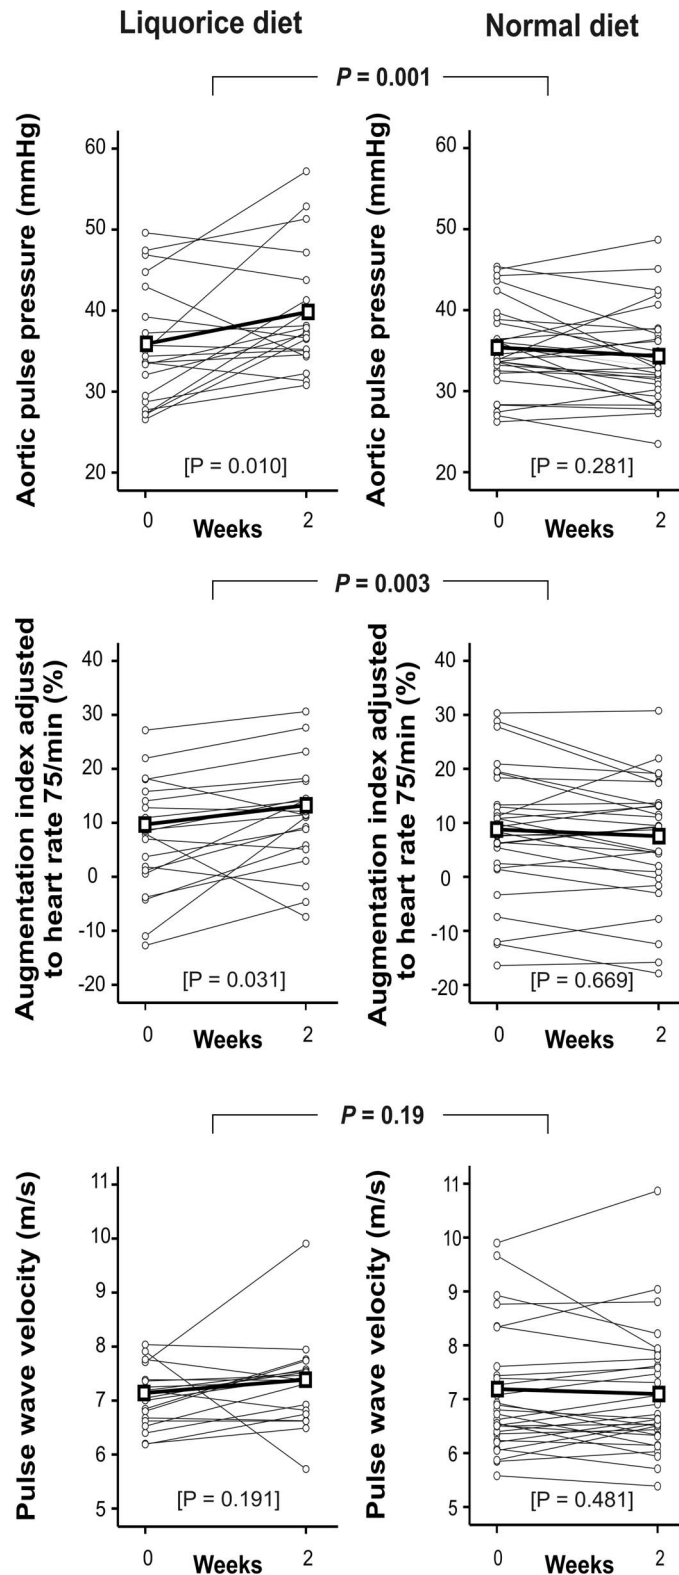 Liquorice diet
Normal diet
P = 0.001
Aortic pulse pressure (mmHg)
60
50
40
30
20
[P = 0.010]
0
Weeks
2
Aortic pulse pressure (mmHg)
60
50
40
30
20
[P = 0.281]
0
Weeks
2
P = 0.003
Augmentation index adjusted
to heart rate 75/min (%)
40
30
20
10
0
-10
-20
[P = 0.031]
0
Weeks
2
Augmentation index adjusted
to heart rate 75/min (%)
40
30
20
10
0
-10
-20
[P = 0.669]
0
Weeks
2
P = 0.19
Pulse wave velocity (m/s)
11
10
9
8
7
6
5
[P = 0.191]
0
Weeks
2
Pulse wave velocity (m/s)
11
10
9
8
7
6
5
[P = 0.481]
0
Weeks
2